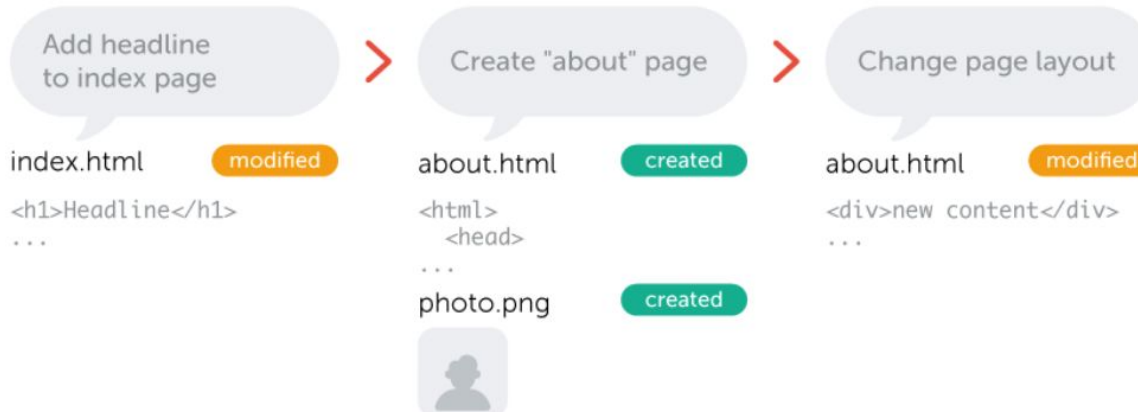 Add headline
to index page
Create "about" page
Change page layout
index.html modified
<h1>Headline</h1>
...
about.html created
<html>
<head>
...
photo.png created
about.html modified
<div>new content</div>
...